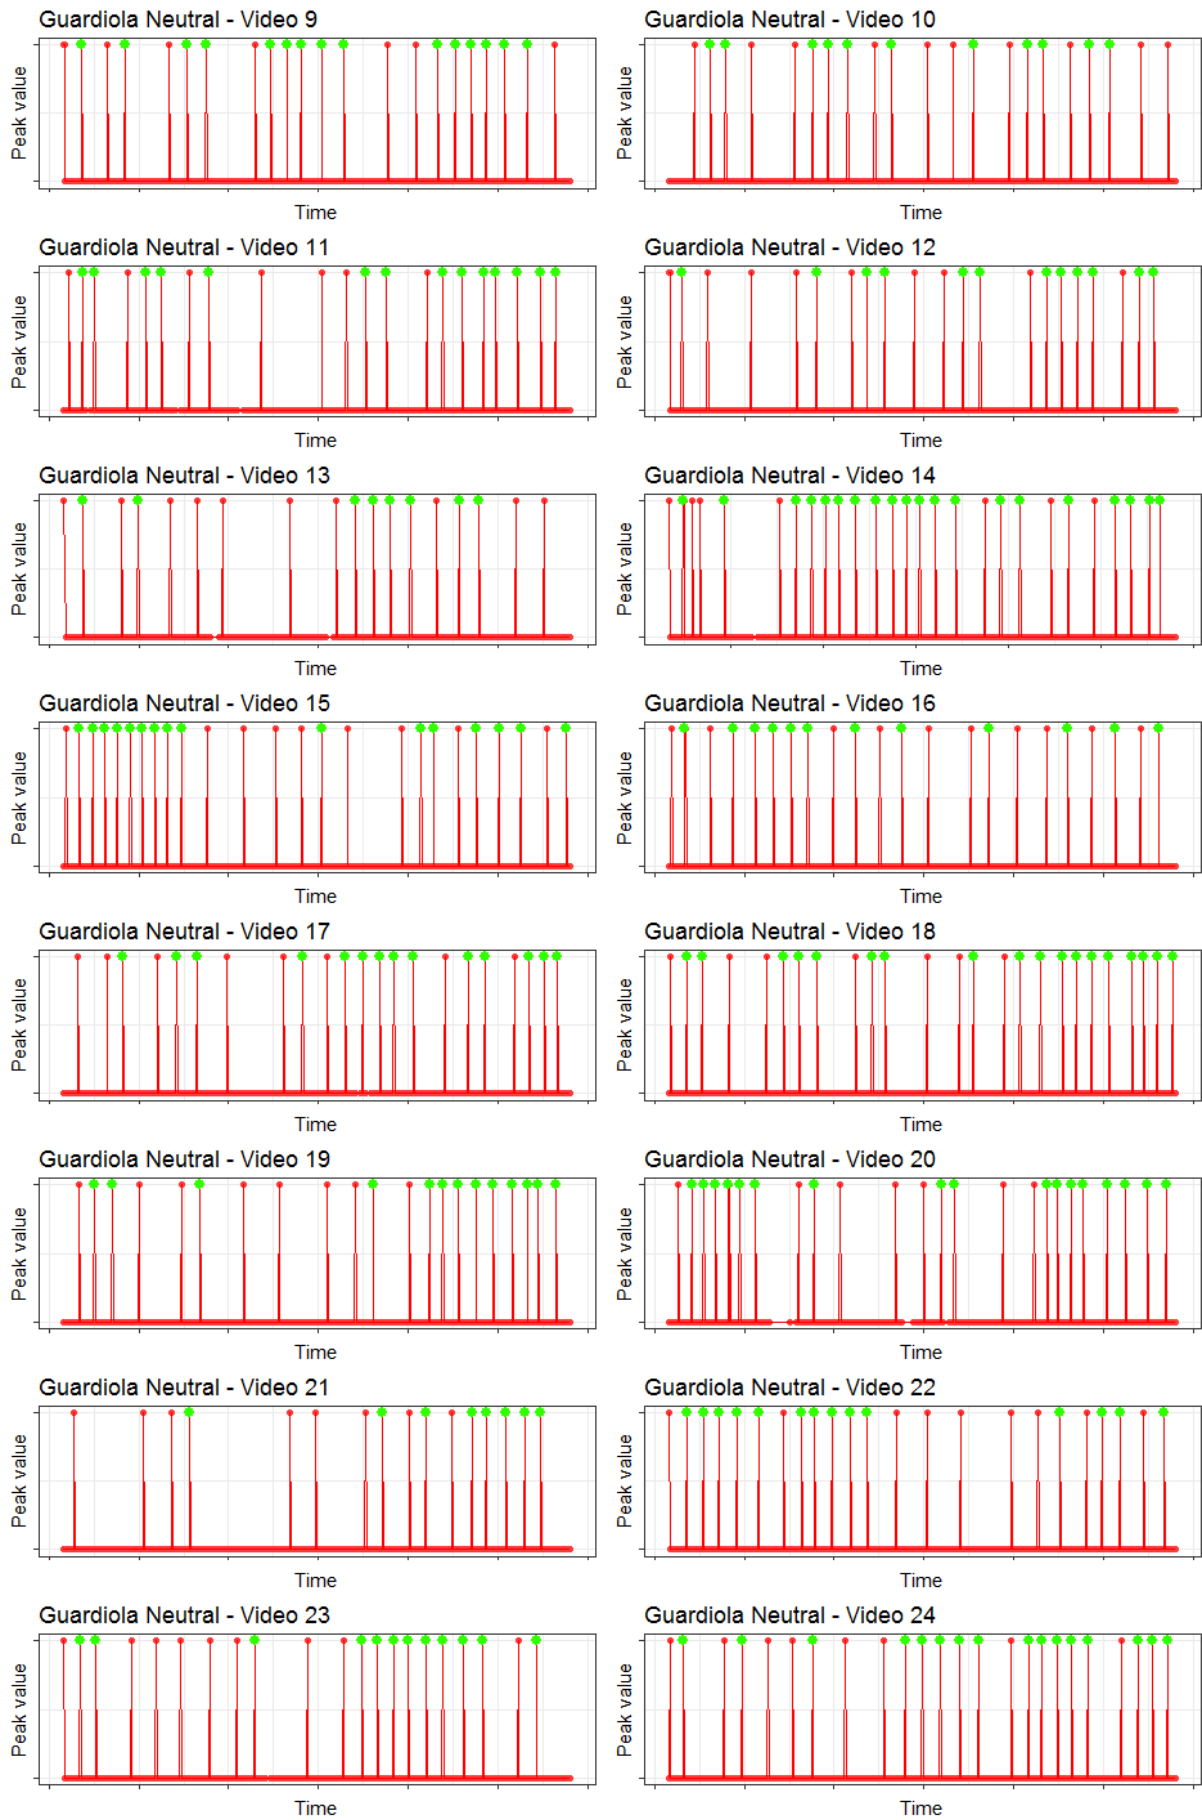 Guardiola Neutral - Video 9
Peak value
Time
Guardiola Neutral - Video 10
Peak value
Time
Guardiola Neutral - Video 11
Peak value
Time
Guardiola Neutral - Video 12
Peak value
Time
Guardiola Neutral - Video 13
Peak value
Time
Guardiola Neutral - Video 14
Peak value
Time
Guardiola Neutral - Video 15
Peak value
Time
Guardiola Neutral - Video 16
Peak value
Time
Guardiola Neutral - Video 17
Peak value
Time
Guardiola Neutral - Video 18
Peak value
Time
Guardiola Neutral - Video 19
Peak value
Time
Guardiola Neutral - Video 20
Peak value
Time
Guardiola Neutral - Video 21
Peak value
Time
Guardiola Neutral - Video 22
Peak value
Time
Guardiola Neutral - Video 23
Peak value
Time
Guardiola Neutral - Video 24
Peak value
Time